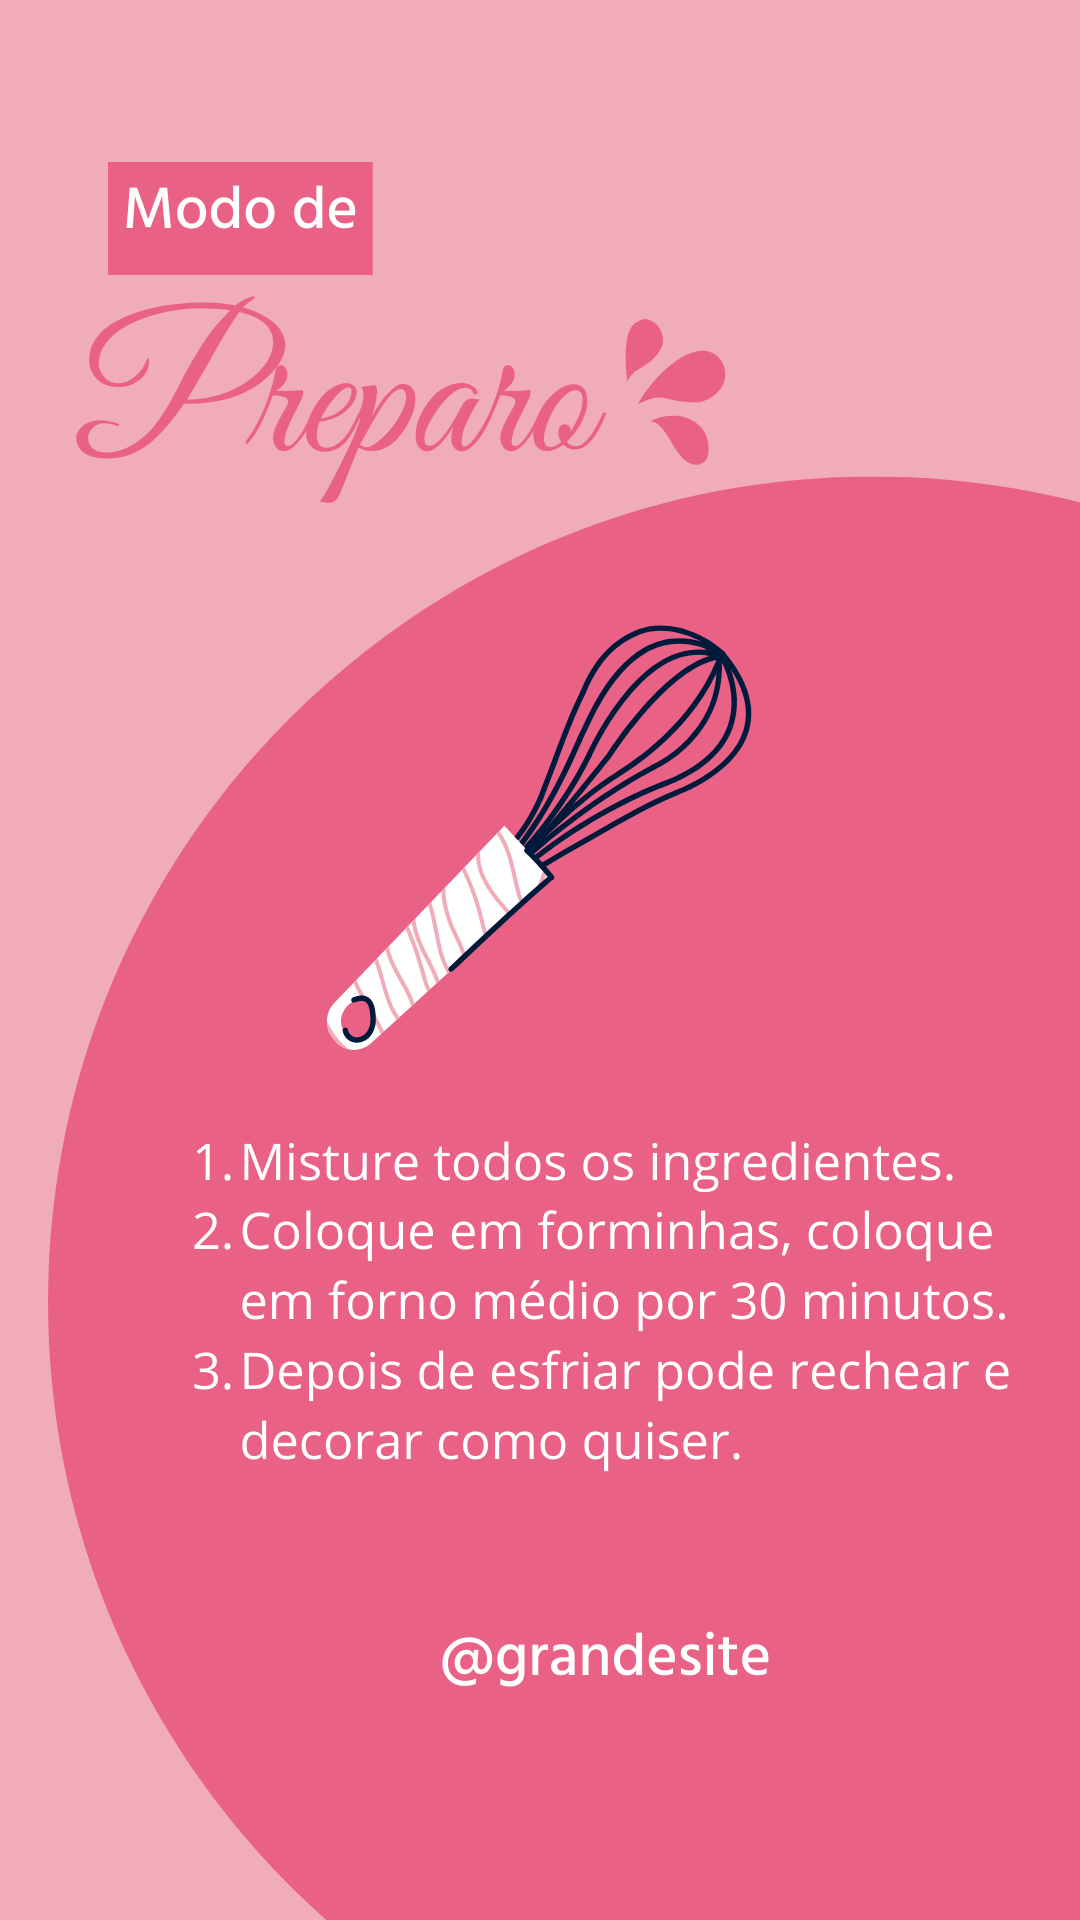 Modo de
Preparo
1. Misture todos os ingredientes.
2. Coloque em forminhas, coloque
em forno médio por 30 minutos.
3. Depois de esfriar pode rechear e
decorar como quiser.
@grandesite